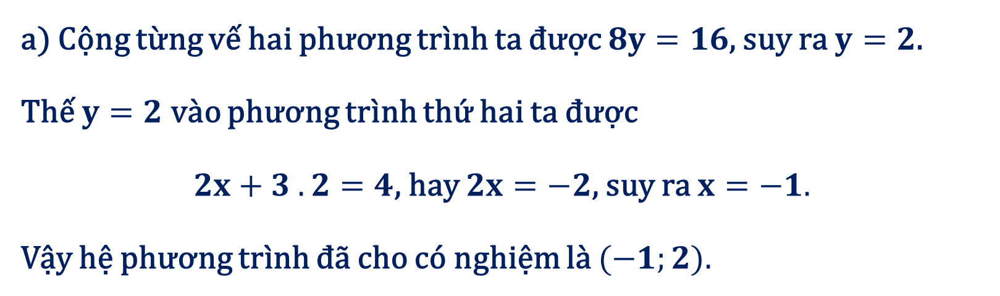 a) Cộng từng vế hai phương trình ta được 8y = 16, suy ra y = 2.
Thế y = 2 vào phương trình thứ hai ta được
2x + 3 . 2 = 4, hay 2x = −2, suy ra x = −1.
Vậy hệ phương trình đã cho có nghiệm là (−1; 2).